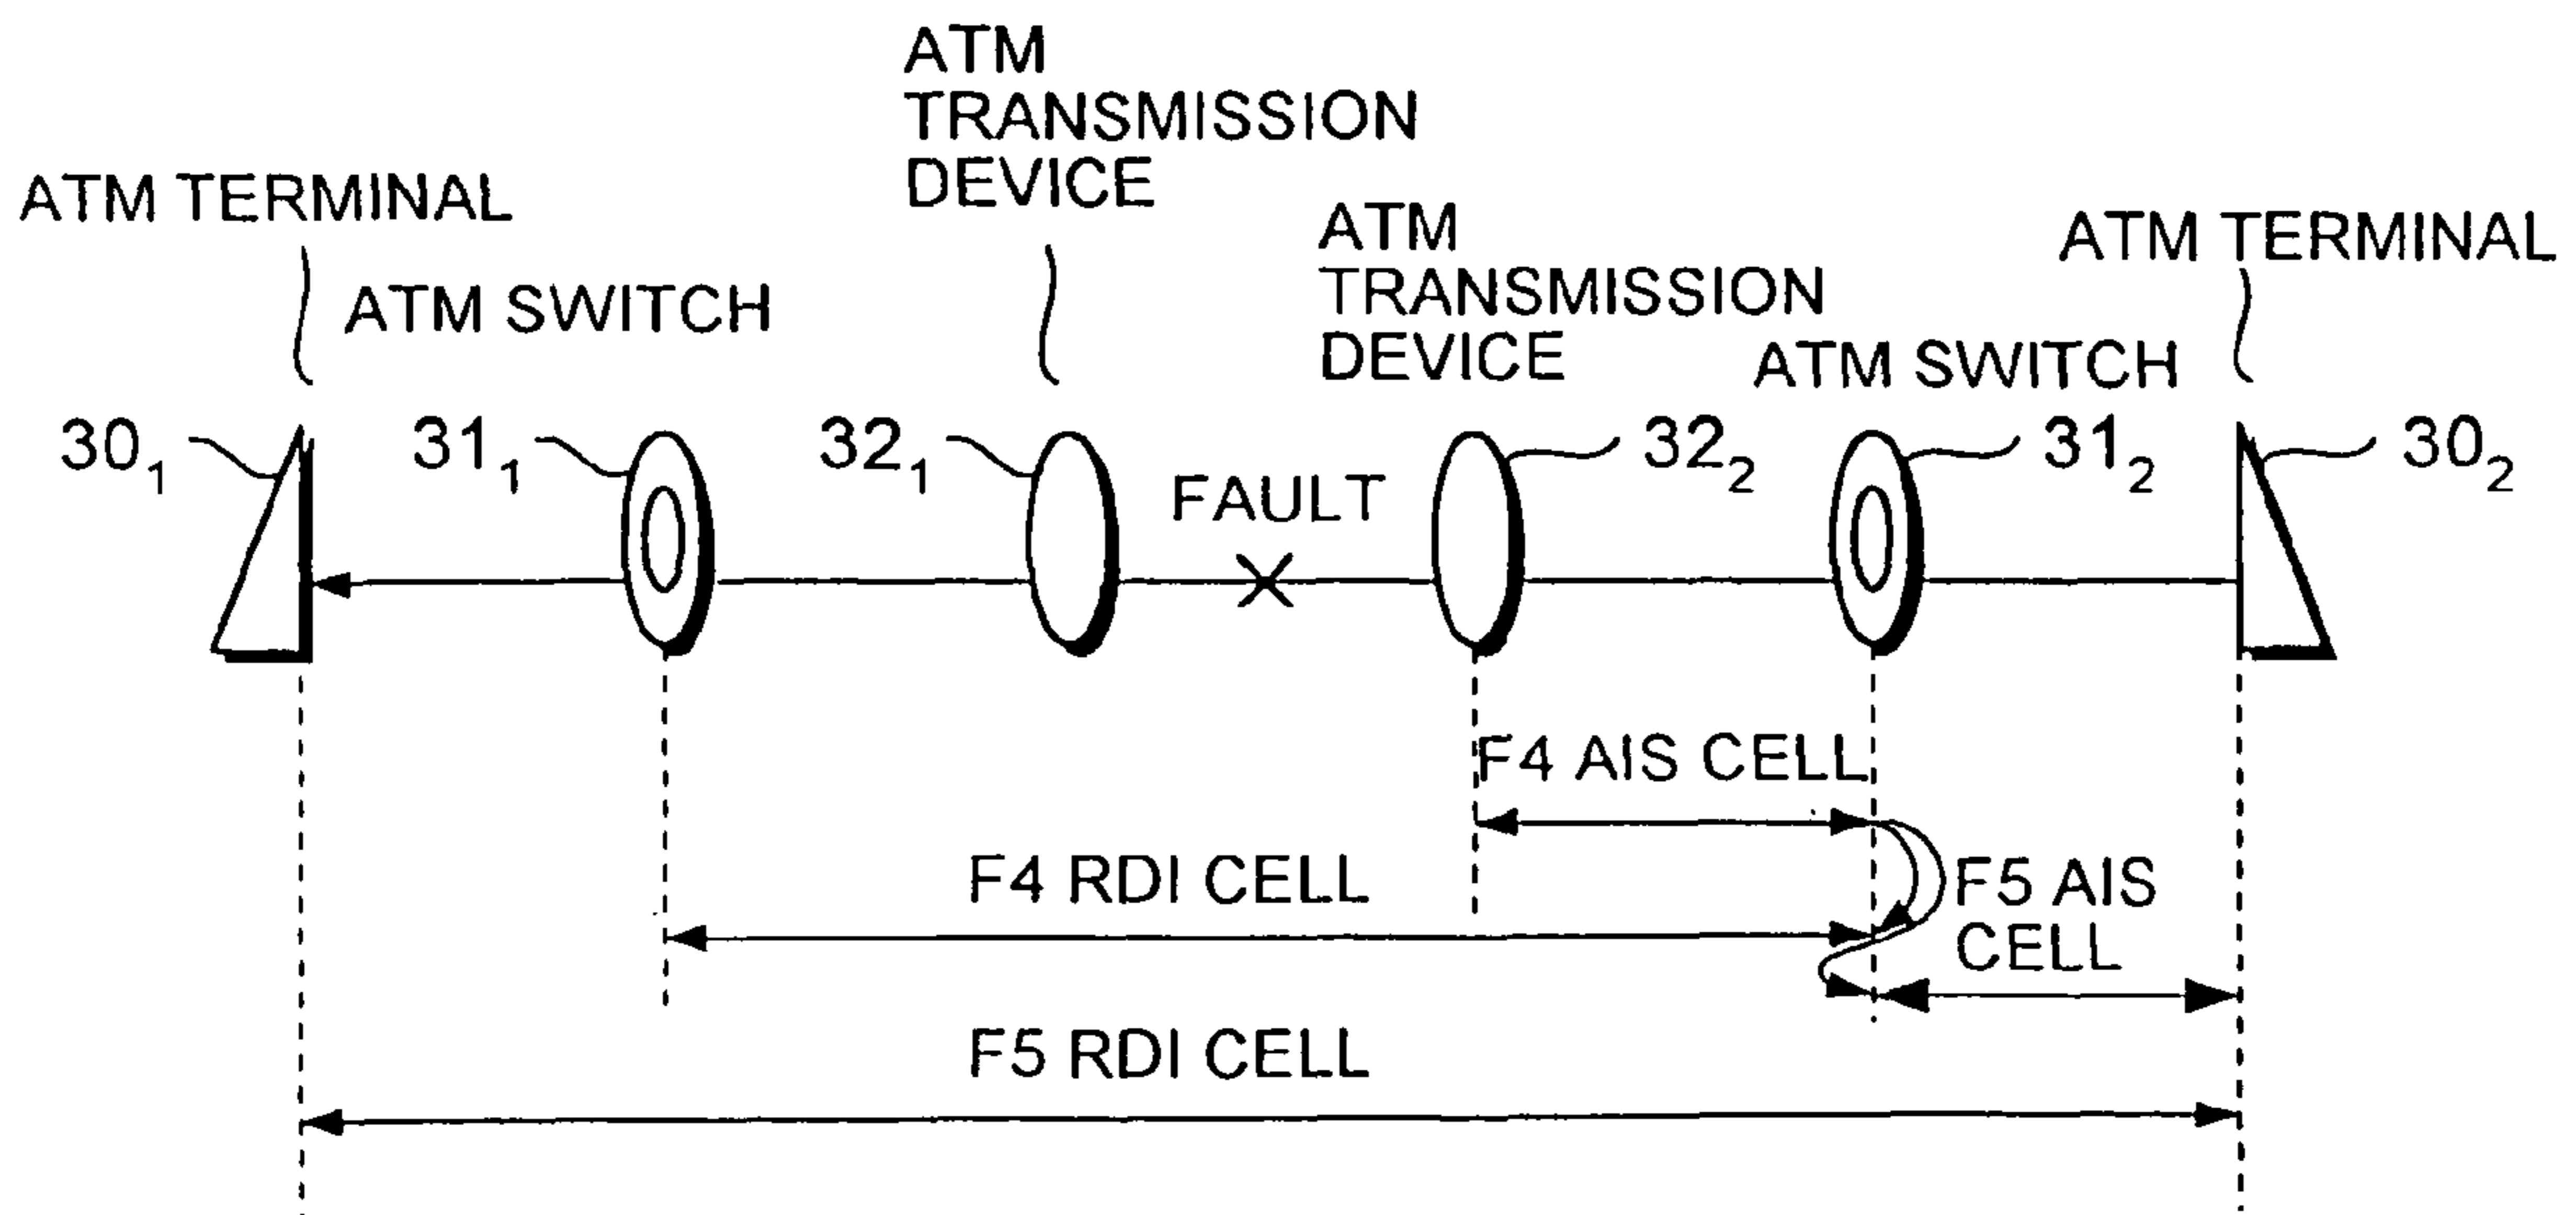 ATM
TRANSMISSION
DEVICE
ATM TERMINAL
ATM SWITCH
ATM
TRANSMISSION
DEVICE
ATM SWITCH
ATM TERMINAL
30₁
31₁
32₁
FAULT
32₂
31₂
30₂
F4 AIS CELL
F4 RDI CELL
F5 AIS
CELL
F5 RDI CELL